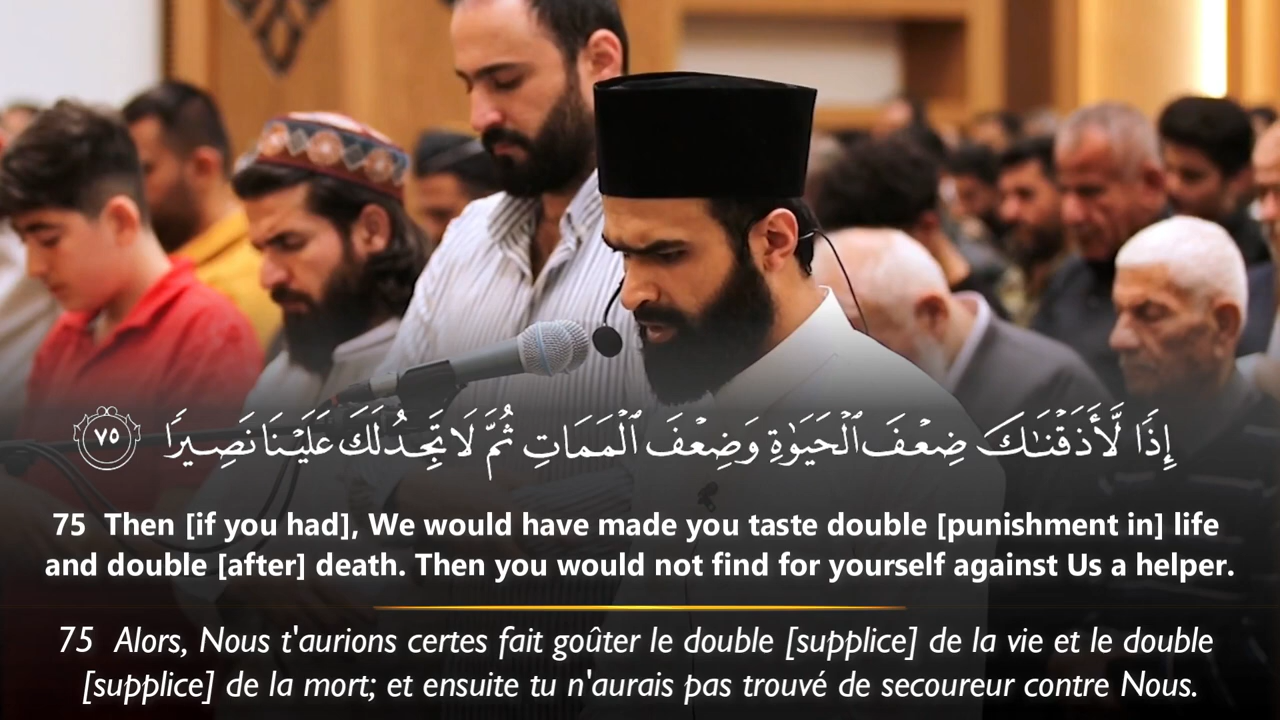 إِذًا لَّأَذَقْنَٰكَ ضِعْفَ ٱلْحَيَوٰةِ وَضِعْفَ ٱلْمَمَاتِ ثُمَّ لَا تَجِدُ لَكَ عَلَيْنَا نَصِيرًا ٧٥
75 Then [if you had], We would have made you taste double [punishment in] life
and double [after] death. Then you would not find for yourself against Us a helper.
75 Alors, Nous t'aurions certes fait goûter le double [supplice] de la vie et le double
[supplice] de la mort; et ensuite tu n'aurais pas trouvé de secoureur contre Nous.